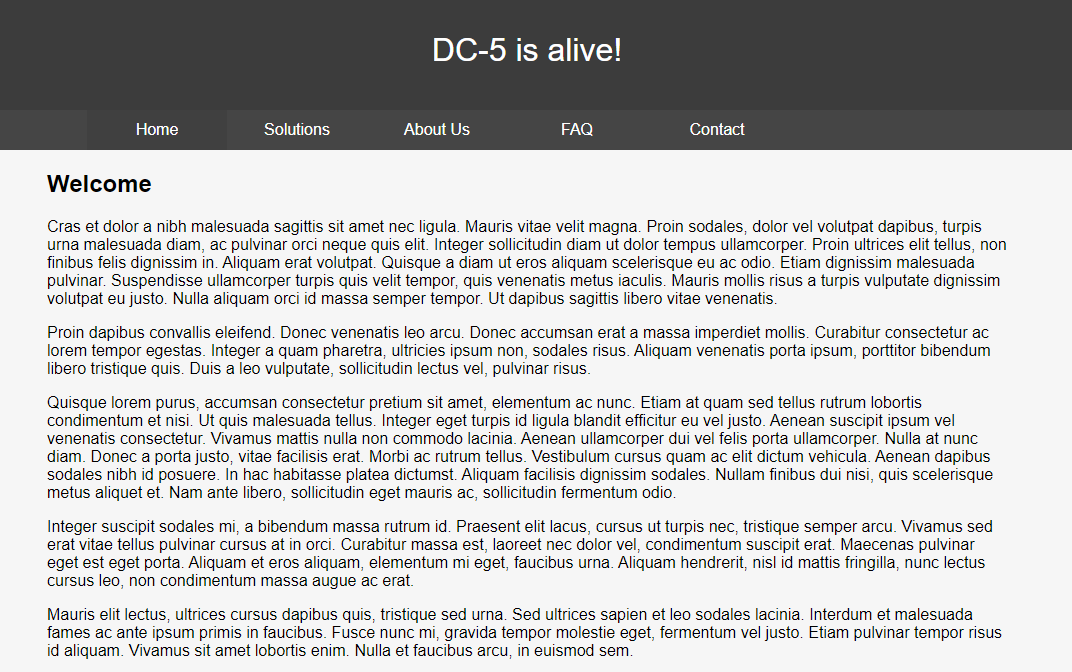 DC-5 is alive!
Home Solutions About Us FAQ Contact
Welcome
Cras et dolor a nibh malesuada sagittis sit amet nec ligula. Mauris vitae velit magna. Proin sodales, dolor vel volutpat dapibus, turpis
urna malesuada diam, ac pulvinar orci neque quis elit. Integer sollicitudin diam ut dolor tempus ullamcorper. Proin ultrices elit tellus, non
finibus felis dignissim in. Aliquam erat volutpat. Quisque a diam ut eros aliquam scelerisque eu ac odio. Etiam dignissim malesuada
pulvinar. Suspendisse ullamcorper turpis quis velit tempor, quis venenatis metus iaculis. Mauris mollis risus a turpis vulputate dignissim
volutpat eu justo. Nulla aliquam orci id massa semper tempor. Ut dapibus sagittis libero vitae venenatis.
Proin dapibus convallis eleifend. Donec venenatis leo arcu. Donec accumsan erat a massa imperdiet mollis. Curabitur consectetur ac
lorem tempor egestas. Integer a quam pharetra, ultricies ipsum non, sodales risus. Aliquam venenatis porta ipsum, porttitor bibendum
libero tristique quis. Duis a leo vulputate, sollicitudin lectus vel, pulvinar risus.
Quisque lorem purus, accumsan consectetur pretium sit amet, elementum ac nunc. Etiam at quam sed tellus rutrum lobortis
condimentum et nisi. Ut quis malesuada tellus. Integer eget turpis id ligula blandit efficitur eu vel justo. Aenean suscipit ipsum vel
venenatis consectetur. Vivamus mattis nulla non commodo lacinia. Aenean ullamcorper dui vel felis porta ullamcorper. Nulla at nunc
diam. Donec a porta justo, vitae facilisis erat. Morbi ac rutrum tellus. Vestibulum cursus quam ac elit dictum vehicula. Aenean dapibus
sodales nibh id posuere. In hac habitasse platea dictumst. Aliquam facilisis dignissim sodales. Nullam finibus dui nisi, quis scelerisque
metus aliquet et. Nam ante libero, sollicitudin eget mauris ac, sollicitudin fermentum odio.
Integer suscipit sodales mi, a bibendum massa rutrum id. Praesent elit lacus, cursus ut turpis nec, tristique semper arcu. Vivamus sed
erat vitae tellus pulvinar cursus at in orci. Curabitur massa est, laoreet nec dolor vel, condimentum suscipit erat. Maecenas pulvinar
eget est eget porta. Aliquam et eros aliquam, elementum mi eget, faucibus urna. Aliquam hendrerit, nisl id mattis fringilla, nunc lectus
cursus leo, non condimentum massa augue ac erat.
Mauris elit lectus, ultrices cursus dapibus quis, tristique sed urna. Sed ultrices sapien et leo sodales lacinia. Interdum et malesuada
fames ac ante ipsum primis in faucibus. Fusce nunc mi, gravida tempor molestie eget, fermentum vel justo. Etiam pulvinar tempor risus
id aliquam. Vivamus sit amet lobortis enim. Nulla et faucibus arcu, in euismod sem.